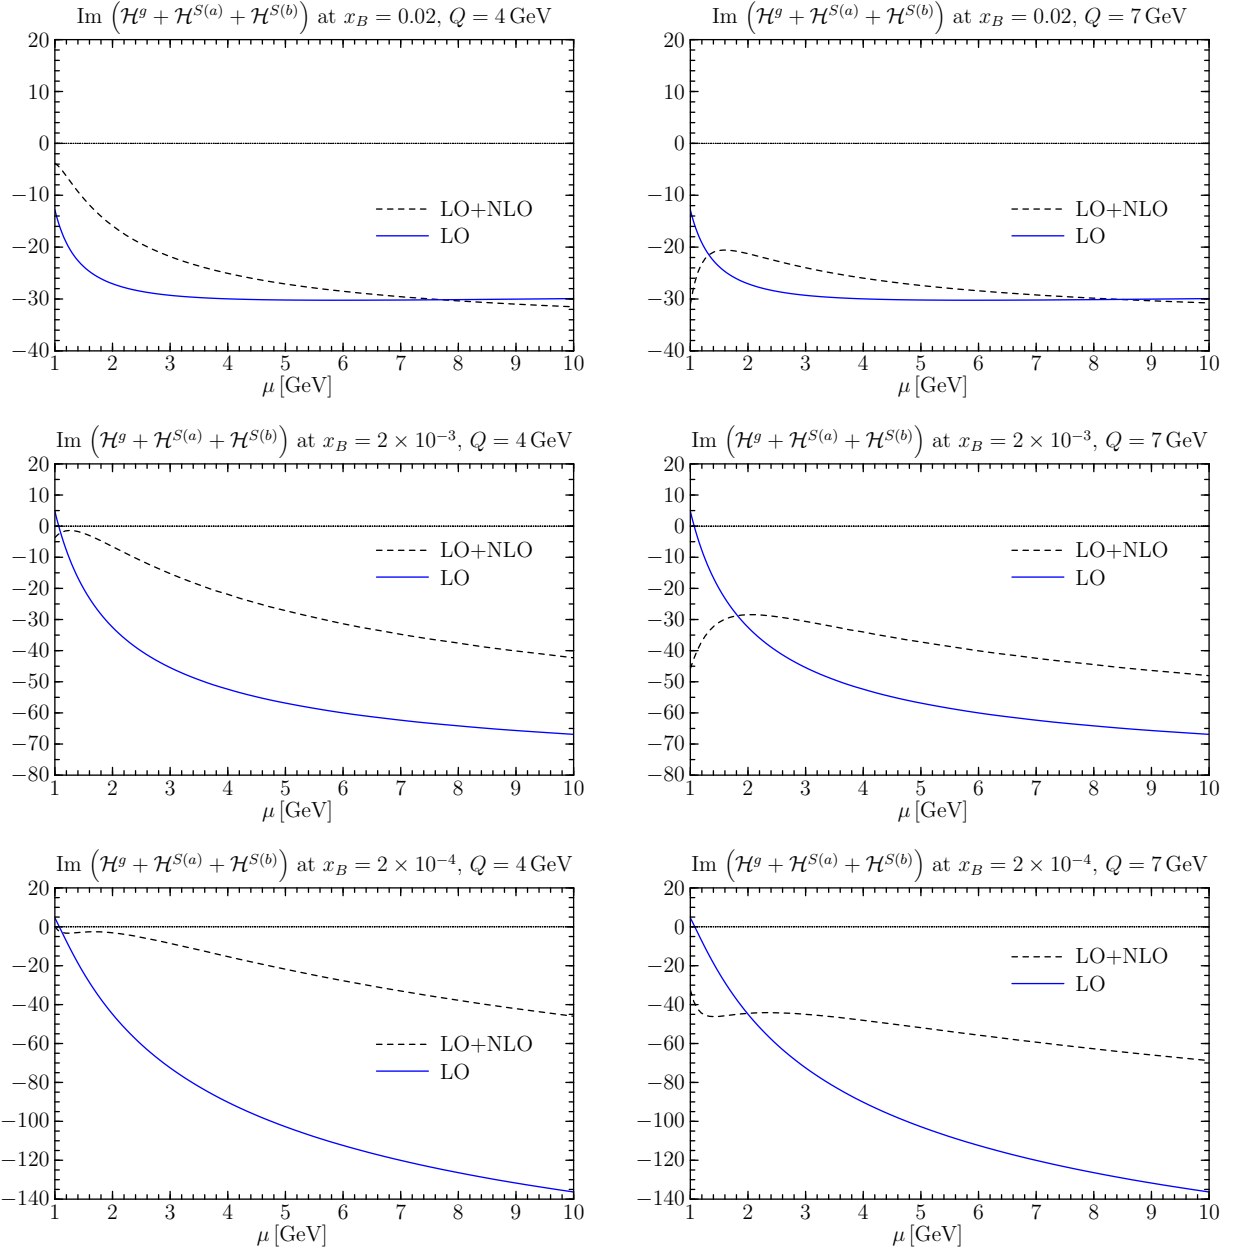 Im (ℋ^g + ℋ^{S(a)} + ℋ^{S(b)}) at x_B = 0.02, Q = 4 GeV
20
10
0
−10
−20
−30
−40
LO+NLO
LO
1 2 3 4 5 6 7 8 9 10
μ [GeV]
Im (ℋ^g + ℋ^{S(a)} + ℋ^{S(b)}) at x_B = 0.02, Q = 7 GeV
20
10
0
−10
−20
−30
−40
LO+NLO
LO
1 2 3 4 5 6 7 8 9 10
μ [GeV]
Im (ℋ^g + ℋ^{S(a)} + ℋ^{S(b)}) at x_B = 2 × 10^{−3}, Q = 4 GeV
20
10
0
−10
−20
−30
−40
−50
−60
−70
−80
LO+NLO
LO
1 2 3 4 5 6 7 8 9 10
μ [GeV]
Im (ℋ^g + ℋ^{S(a)} + ℋ^{S(b)}) at x_B = 2 × 10^{−3}, Q = 7 GeV
20
10
0
−10
−20
−30
−40
−50
−60
−70
−80
LO+NLO
LO
1 2 3 4 5 6 7 8 9 10
μ [GeV]
Im (ℋ^g + ℋ^{S(a)} + ℋ^{S(b)}) at x_B = 2 × 10^{−4}, Q = 4 GeV
20
0
−20
−40
−60
−80
−100
−120
−140
LO+NLO
LO
1 2 3 4 5 6 7 8 9 10
μ [GeV]
Im (ℋ^g + ℋ^{S(a)} + ℋ^{S(b)}) at x_B = 2 × 10^{−4}, Q = 7 GeV
20
0
−20
−40
−60
−80
−100
−120
−140
LO+NLO
LO
1 2 3 4 5 6 7 8 9 10
μ [GeV]